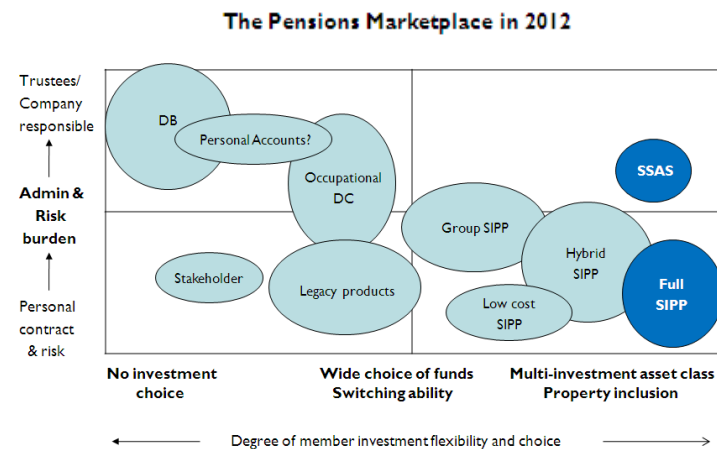 The Pensions Marketplace in 2012
Trustees/
Company
responsible
Admin &
Risk
burden
Personal
contract
& risk
DB
Personal Accounts?
Occupational
DC
SSAS
Group SIPP
Hybrid
SIPP
Stakeholder
Legacy products
Low cost
SIPP
Full
SIPP
No investment
choice
Wide choice of funds
Switching ability
Multi-investment asset class
Property inclusion
Degree of member investment flexibility and choice